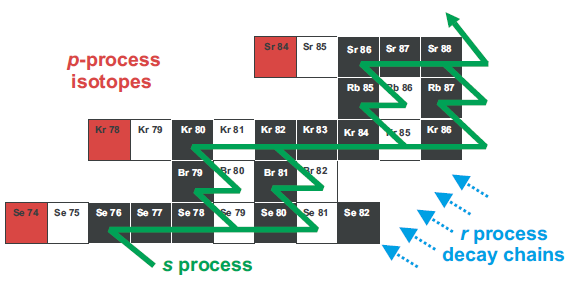 Sr 84 Sr 85 Sr 86 Sr 87 Sr 88
p-process
isotopes
Rb 85 Rb 86 Rb 87
Kr 78 Kr 79 Kr 80 Kr 81 Kr 82 Kr 83 Kr 84 Kr 85 Kr 86
Br 79 Br 80 Br 81 Br 82
Se 74 Se 75 Se 76 Se 77 Se 78 Se 79 Se 80 Se 81 Se 82
r process
decay chains
s process